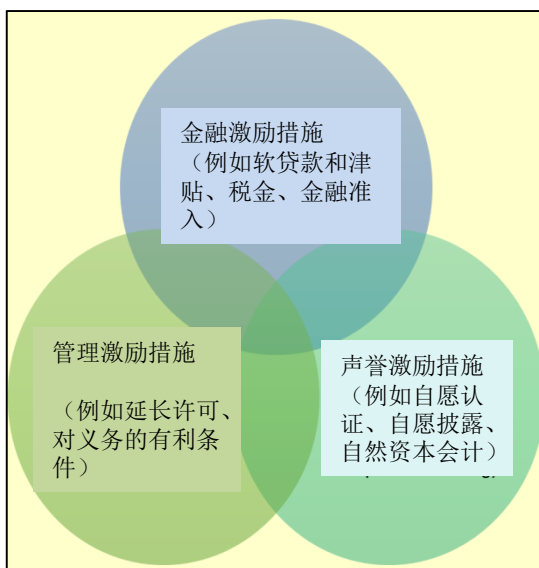 金融激励措施
（例如软贷款和津
贴、税金、金融准
入）
管理激励措施
（例如延长许可、
对义务的有利条
件）
声誉激励措施
（例如自愿认
证、自愿披露、
自然资本会计）